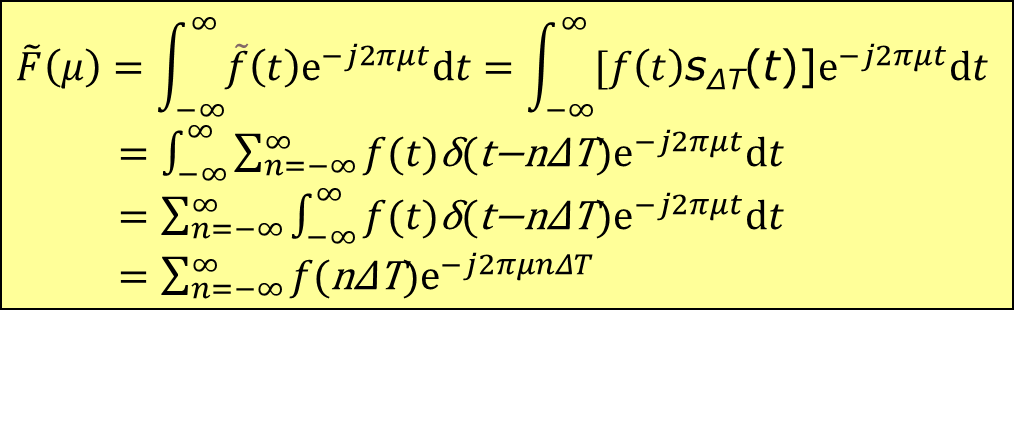 F̃(μ) = ∫_{−∞}^{∞} f̃(t)e^{−j2πμt}dt = ∫_{−∞}^{∞} [f(t)s_{ΔT}(t)]e^{−j2πμt}dt
= ∫_{−∞}^{∞} ∑_{n=−∞}^{∞} f(t)δ(t−nΔT)e^{−j2πμt}dt
= ∑_{n=−∞}^{∞} ∫_{−∞}^{∞} f(t)δ(t−nΔT)e^{−j2πμt}dt
= ∑_{n=−∞}^{∞} f(nΔT)e^{−j2πμnΔT}